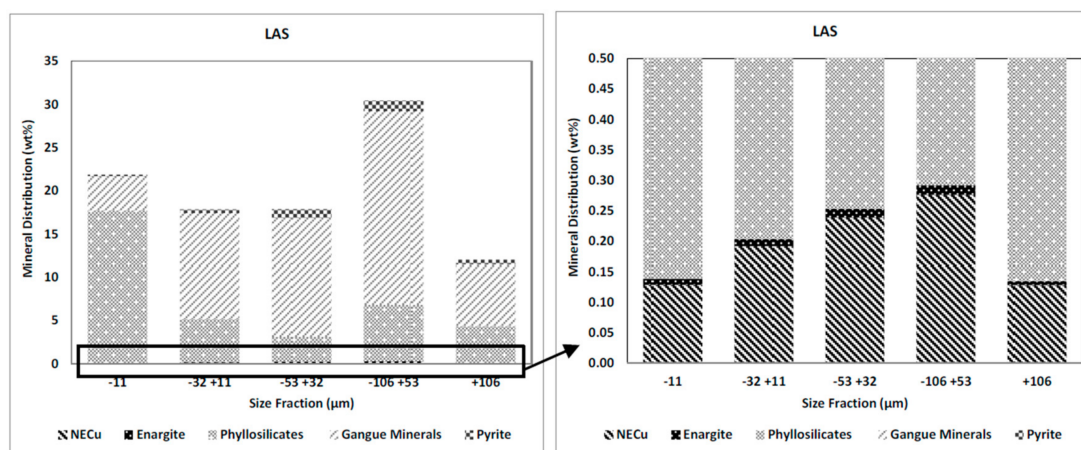 LAS
35
30
25
20
15
10
5
0
Mineral Distribution (wt%)
-11 -32 +11 -53 +32 -106 +53 +106
Size Fraction (µm)
NECu Enargite Phyllosilicates Gangue Minerals Pyrite
LAS
0.50
0.45
0.40
0.35
0.30
0.25
0.20
0.15
0.10
0.05
0.00
Mineral Distribution (wt%)
-11 -32 +11 -53 +32 -106 +53 +106
Size Fraction (µm)
NECu Enargite Phyllosilicates Gangue Minerals Pyrite